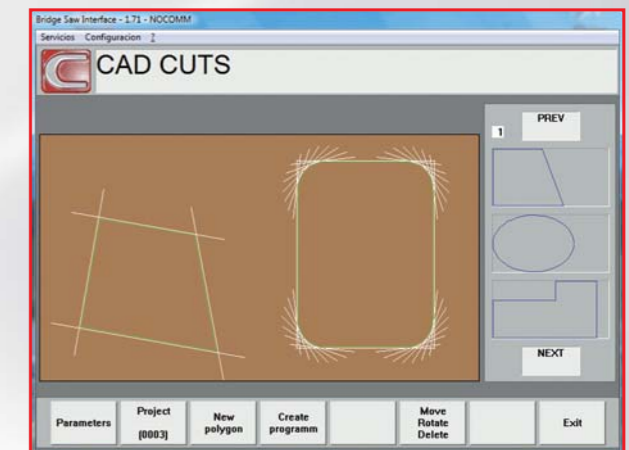 Bridge Saw Interface - 1.71 - NOCOMM
Servicios Configuracion ?
CAD CUTS
PREV
1
NEXT
Parameters
Project
(0003)
New
polygon
Create
programm
Move
Rotate
Delete
Exit